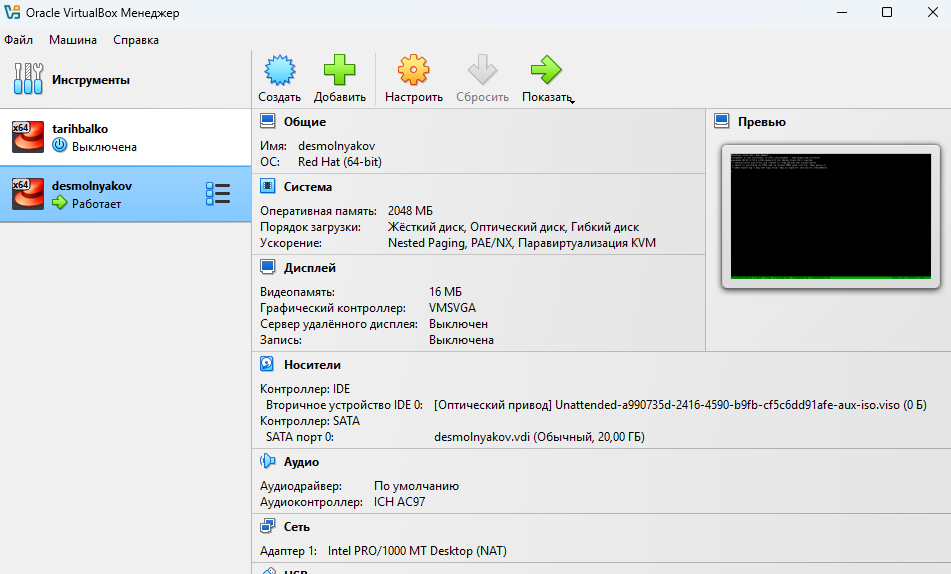 Oracle VirtualBox Менеджер
Файл Машина Справка
Инструменты
Создать Добавить Настроить Сбросить Показать
x64 tarihbalko
Выключена
x64 desmolnyakov
Работает
Общие
Имя: desmolnyakov
ОС: Red Hat (64-bit)
Система
Оперативная память: 2048 МБ
Порядок загрузки: Жёсткий диск, Оптический диск, Гибкий диск
Ускорение: Nested Paging, PAE/NX, Паравиртуализация KVM
Дисплей
Видеопамять: 16 МБ
Графический контроллер: VMSVGA
Сервер удалённого дисплея: Выключен
Запись: Выключена
Превью
Носители
Контроллер: IDE
Вторичное устройство IDE 0: [Оптический привод] Unattended-a990735d-2416-4590-b9fb-cf5c6dd91afe-aux-iso.viso (0 Б)
Контроллер: SATA
SATA порт 0: desmolnyakov.vdi (Обычный, 20,00 ГБ)
Аудио
Аудиодрайвер: По умолчанию
Аудиоконтроллер: ICH AC97
Сеть
Адаптер 1: Intel PRO/1000 MT Desktop (NAT)
USB